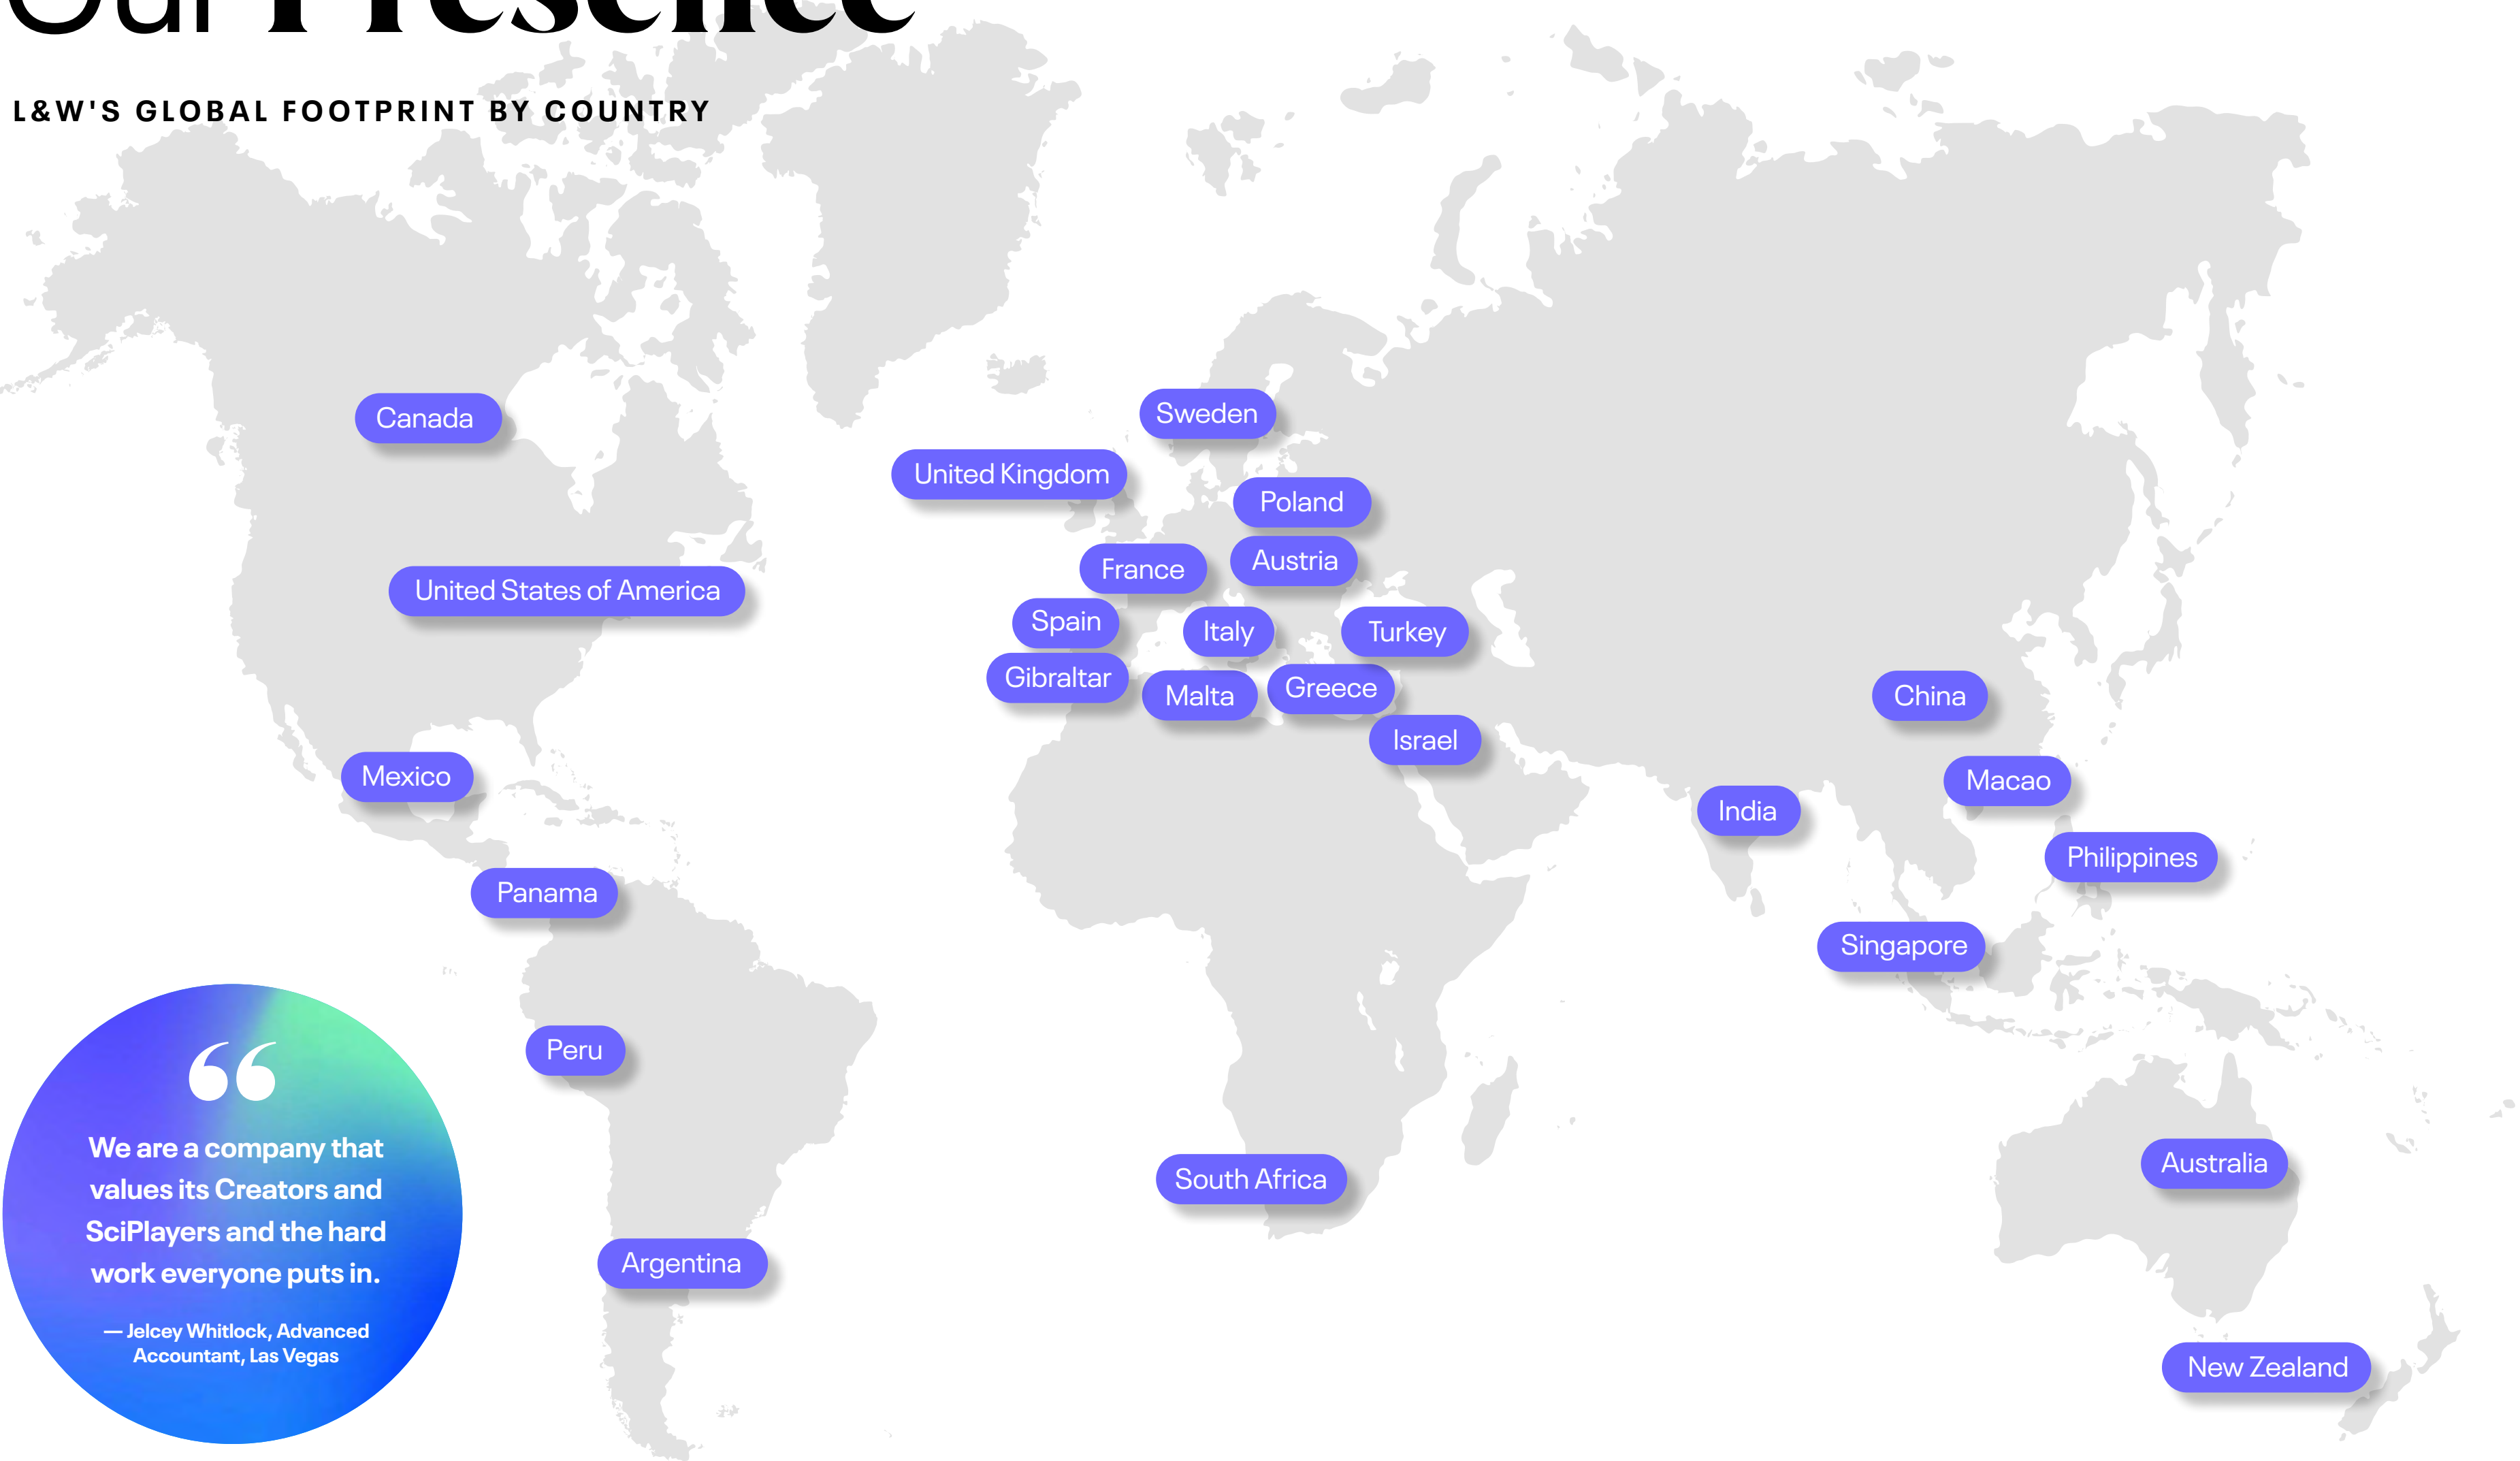 Our Presence
L&W'S GLOBAL FOOTPRINT BY COUNTRY
Canada
Sweden
United Kingdom
Poland
France
Austria
United States of America
Spain
Italy
Turkey
Gibraltar
Malta
Greece
China
Israel
Mexico
Macao
India
Philippines
Panama
Singapore
Peru
“
We are a company that
values its Creators and
SciPlayers and the hard
work everyone puts in.
— Jelcey Whitlock, Advanced
Accountant, Las Vegas
Australia
South Africa
Argentina
New Zealand